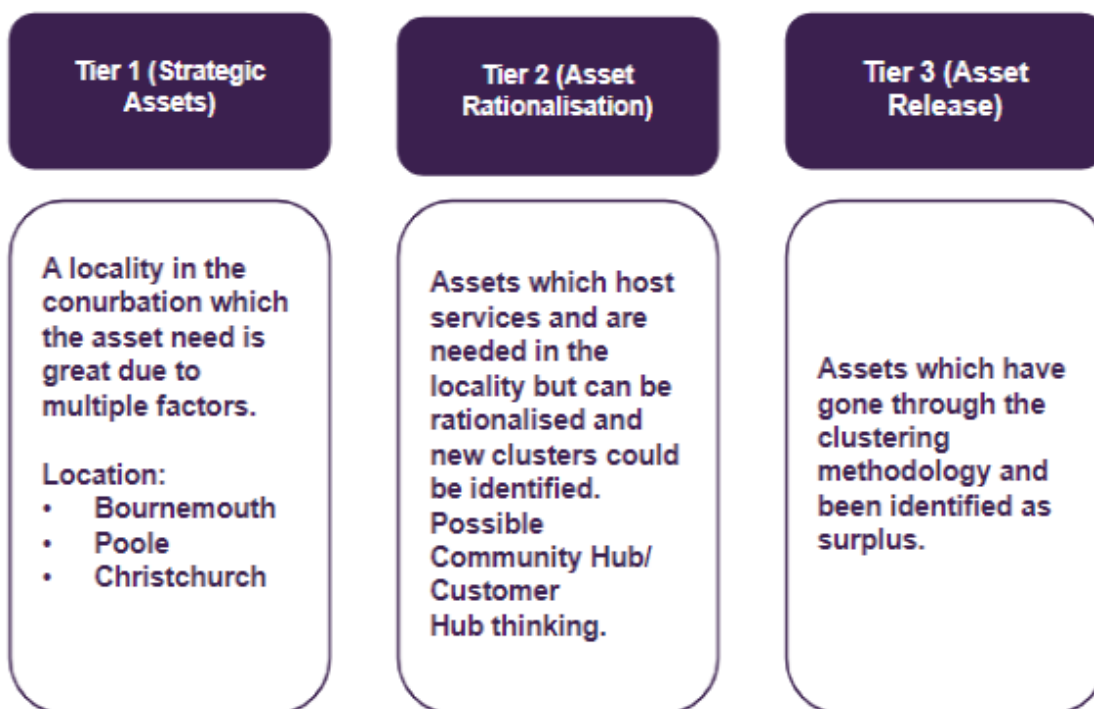 Tier 1 (Strategic
Assets)
A locality in the
conurbation which
the asset need is
great due to
multiple factors.
Location:
• Bournemouth
• Poole
• Christchurch
Tier 2 (Asset
Rationalisation)
Assets which host
services and are
needed in the
locality but can be
rationalised and
new clusters could
be identified.
Possible
Community Hub/
Customer
Hub thinking.
Tier 3 (Asset
Release)
Assets which have
gone through the
clustering
methodology and
been identified as
surplus.